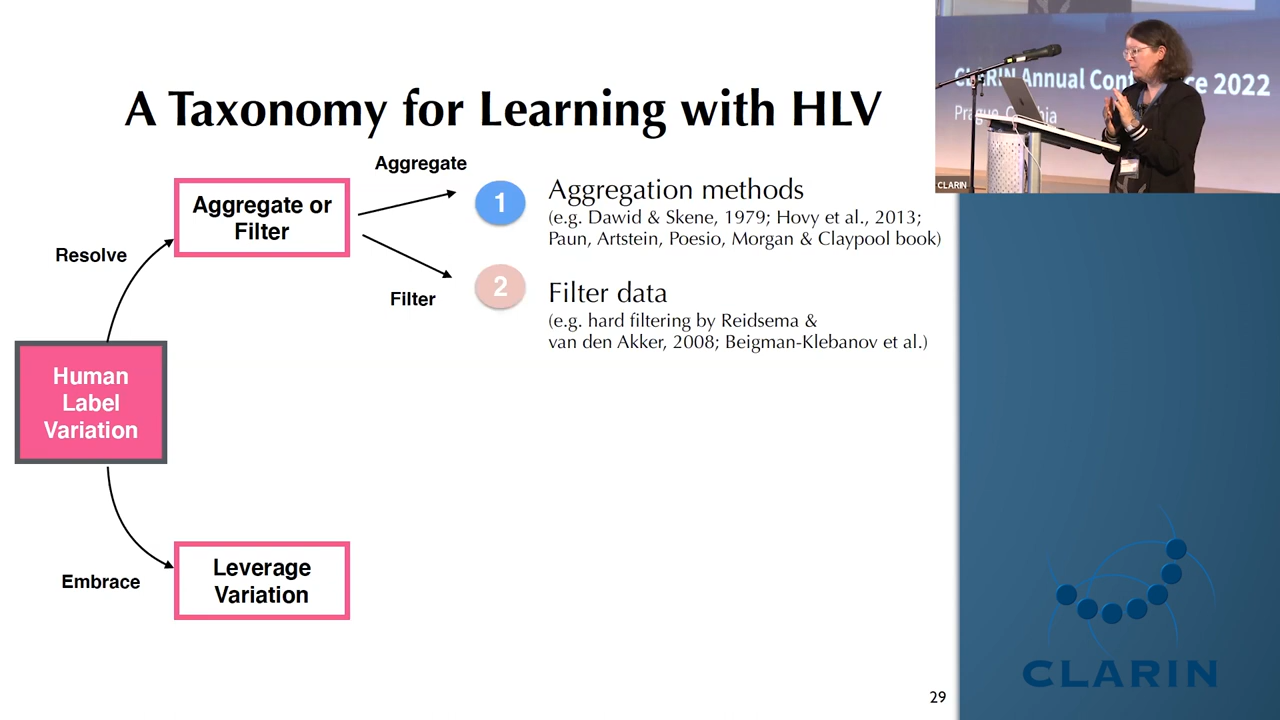 A Taxonomy for Learning with HLV
Aggregate
Aggregate or
Filter
1
Aggregation methods
(e.g. Dawid & Skene, 1979; Hovy et al., 2013;
Paun, Artstein, Poesio, Morgan & Claypool book)
Resolve
2
Filter
Filter data
(e.g. hard filtering by Reidsema &
van den Akker, 2008; Beigman-Klebanov et al.)
Human
Label
Variation
Embrace
Leverage
Variation
29
CLARIN Annual Conference 2022
CLARIN
CLARIN